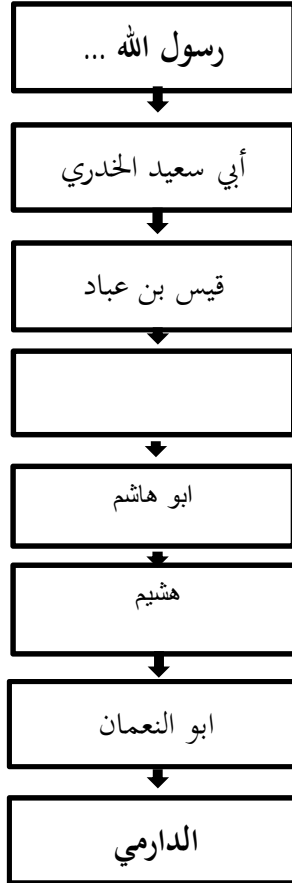 رسول الله ...
أبي سعيد الخدري
قيس بن عباد
ابو هاشم
هشيم
ابو النعمان
الدارمي